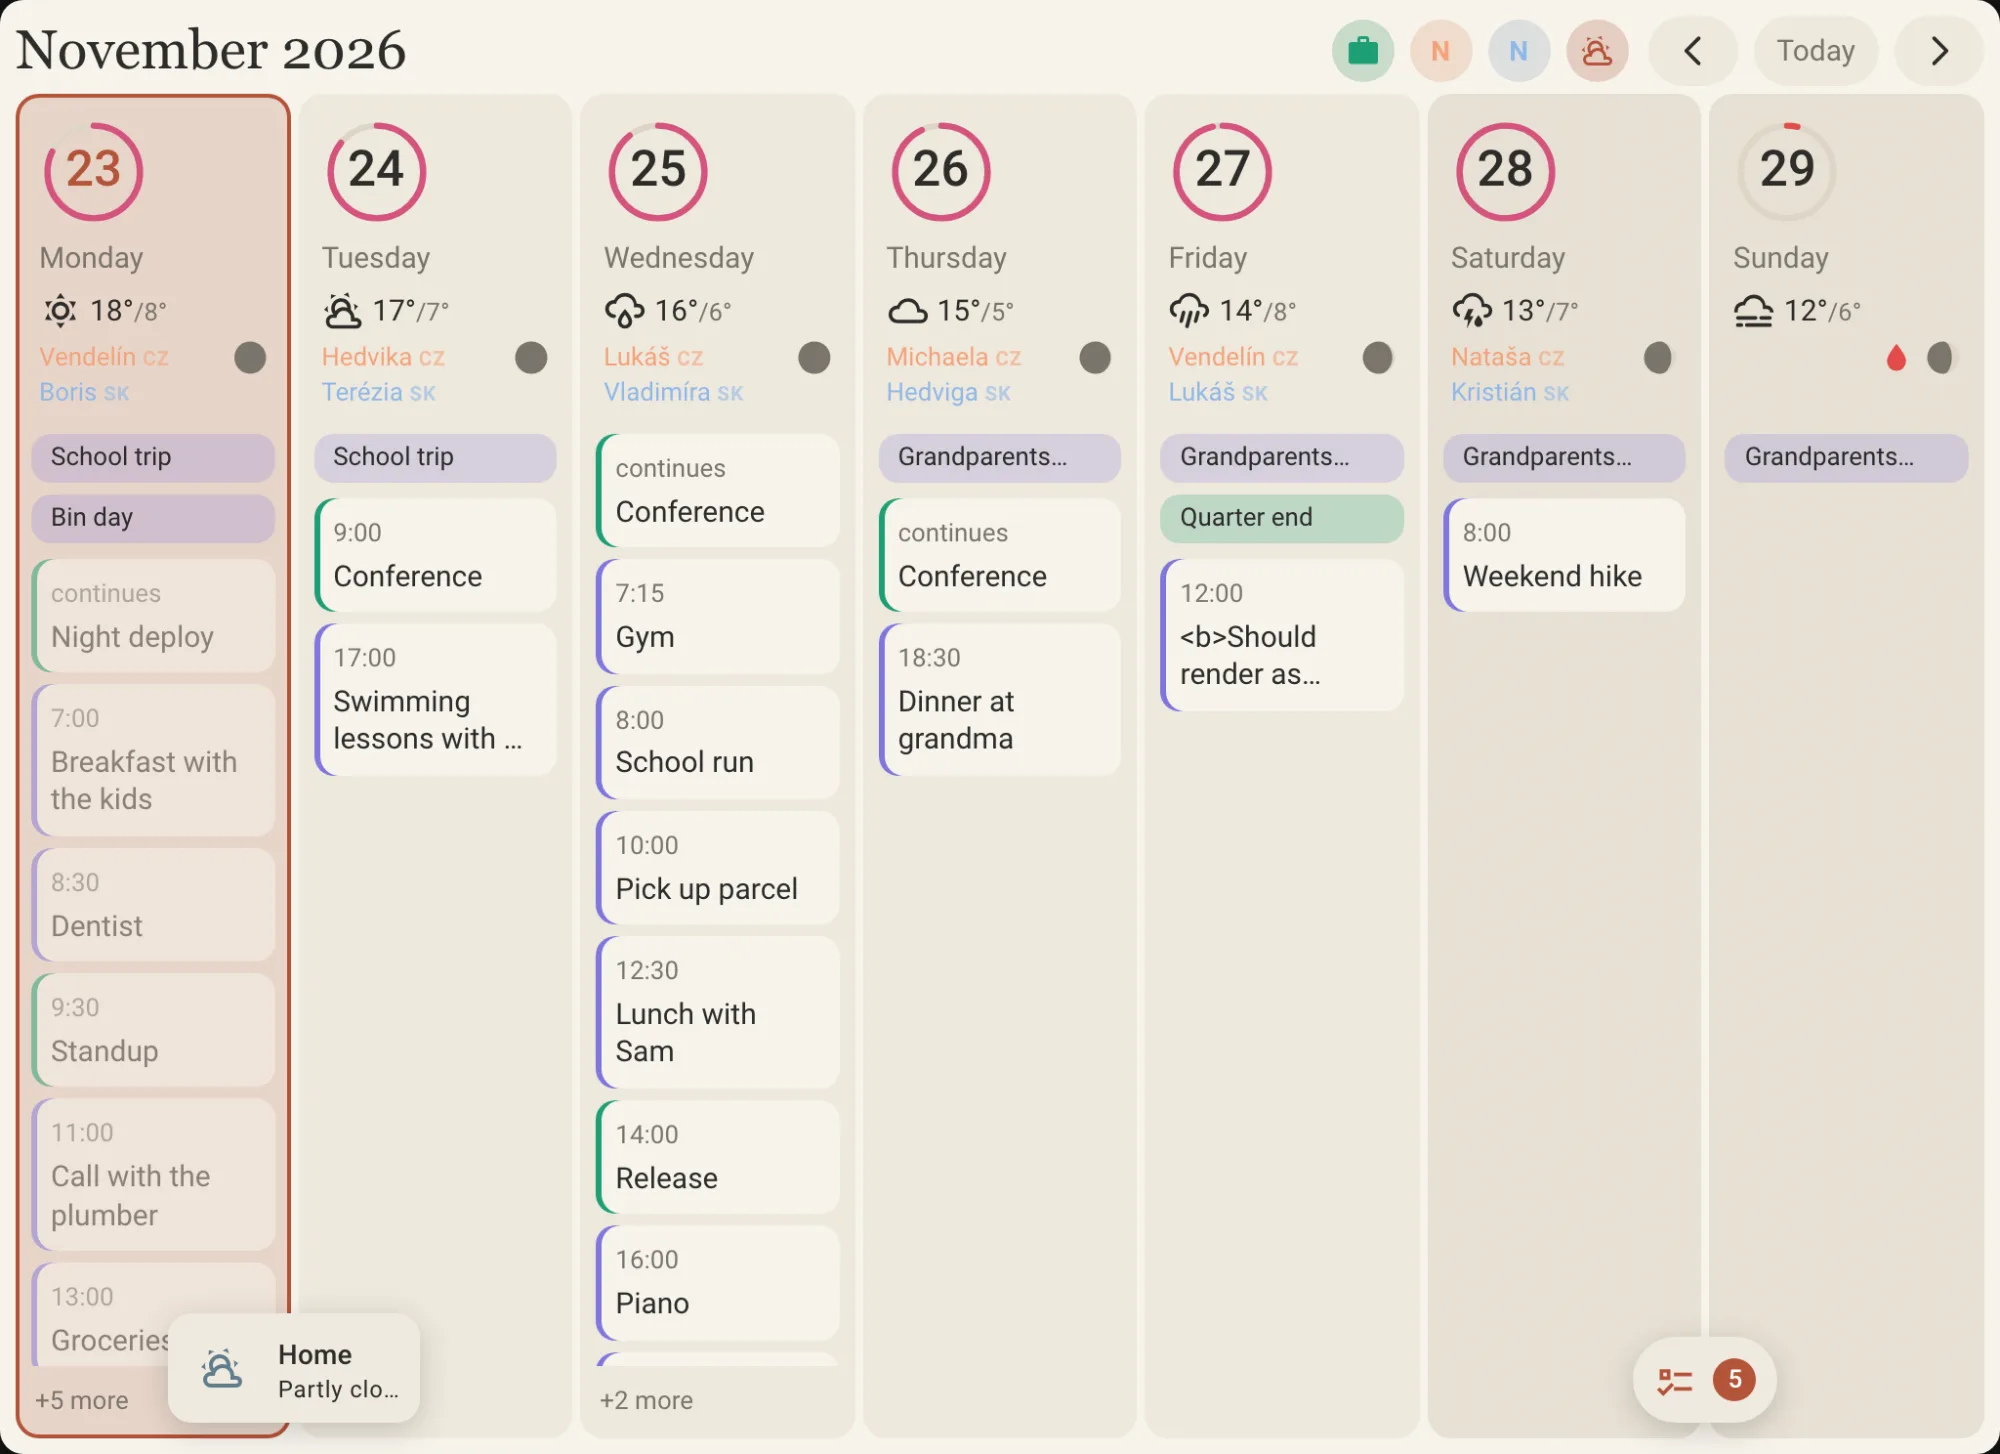 November 2026
N
N
Today
23
Monday
18°/8°
Vendelín CZ
Boris SK
School trip
Bin day
continues
Night deploy
7:00
Breakfast with
the kids
8:30
Dentist
9:30
Standup
11:00
Call with the
plumber
13:00
Groceries
+5 more
24
Tuesday
17°/7°
Hedvika CZ
Terézia SK
School trip
9:00
Conference
17:00
Swimming
lessons with ...
25
Wednesday
16°/6°
Lukáš CZ
Vladimíra SK
continues
Conference
7:15
Gym
8:00
School run
10:00
Pick up parcel
12:30
Lunch with
Sam
14:00
Release
16:00
Piano
+2 more
26
Thursday
15°/5°
Michaela CZ
Hedviga SK
Grandparents...
continues
Conference
18:30
Dinner at
grandma
27
Friday
14°/8°
Vendelín CZ
Lukáš SK
Grandparents...
Quarter end
12:00
&lt;b&gt;Should
render as...
28
Saturday
13°/7°
Nataša CZ
Kristián SK
Grandparents...
8:00
Weekend hike
29
Sunday
12°/6°
Grandparents...
Home
Partly clo...
5